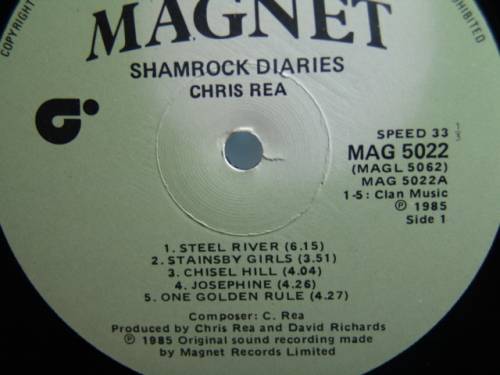 COPYRIGHT
MAGNET
SHAMROCK DIARIES
CHRIS REA
SPEED 33 1/3
MAG 5022
(MAGL 5062)
MAG 5022A
1-5: Clan Music
Ⓟ 1985
Side 1
1. STEEL RIVER (6.15)
2. STAINSBY GIRLS (3.51)
3. CHISEL HILL (4.04)
4. JOSEPHINE (4.26)
5. ONE GOLDEN RULE (4.27)
Composer: C. Rea
Produced by Chris Rea and David Richards
Ⓟ 1985 Original sound recording made
by Magnet Records Limited